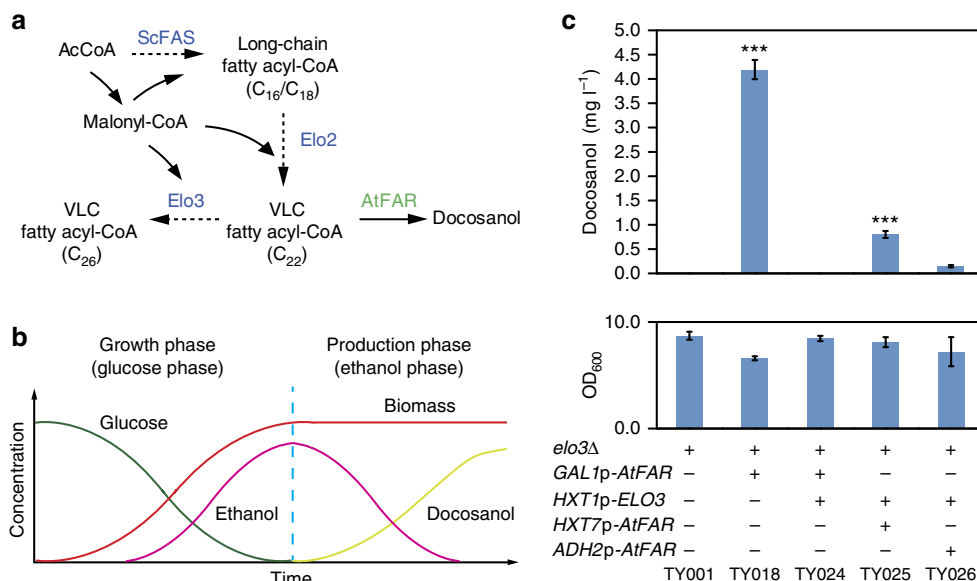 a
AcCoA
ScFAS
Long-chain
fatty acyl-CoA
(C16/C18)
Malonyl-CoA
Elo2
Elo3
AtFAR
VLC
fatty acyl-CoA
(C26)
VLC
fatty acyl-CoA
(C22)
Docosanol
b
Growth phase
(glucose phase)
Production phase
(ethanol phase)
Concentration
Glucose
Biomass
Ethanol
Docosanol
Time
c
Docosanol (mg l−1)
5.0
4.5
4.0
3.5
3.0
2.5
2.0
1.5
1.0
0.5
0.0
***
***
OD600
10.0
0.0
elo3Δ + + + + +
GAL1p-AtFAR − + + − −
HXT1p-ELO3 − − + + +
HXT7p-AtFAR − − − + −
ADH2p-AtFAR − − − − +
TY001 TY018 TY024 TY025 TY026